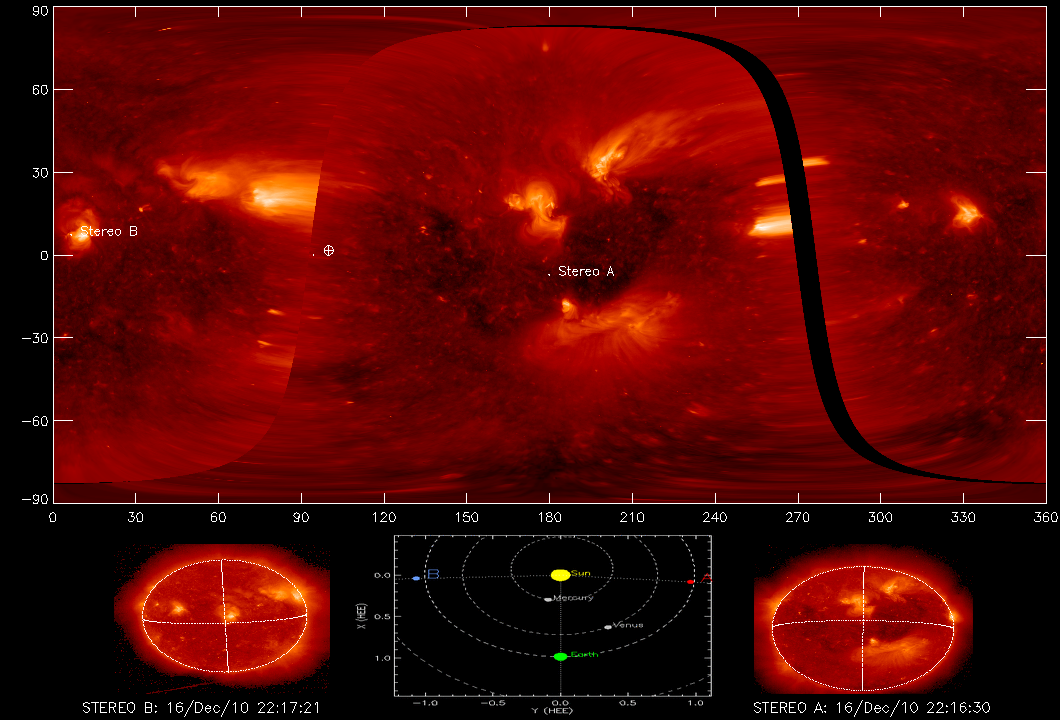 90
60
30
0
−30
−60
−90
Stereo B
Stereo A
0 30 60 90 120 150 180 210 240 270 300 330 360
0.0
0.5
1.0
X (HEE)
B
Sun
A
Mercury
Venus
Earth
−1.0 −0.5 0.0 0.5 1.0
Y (HEE)
STEREO B: 16/Dec/10 22:17:21
STEREO A: 16/Dec/10 22:16:30